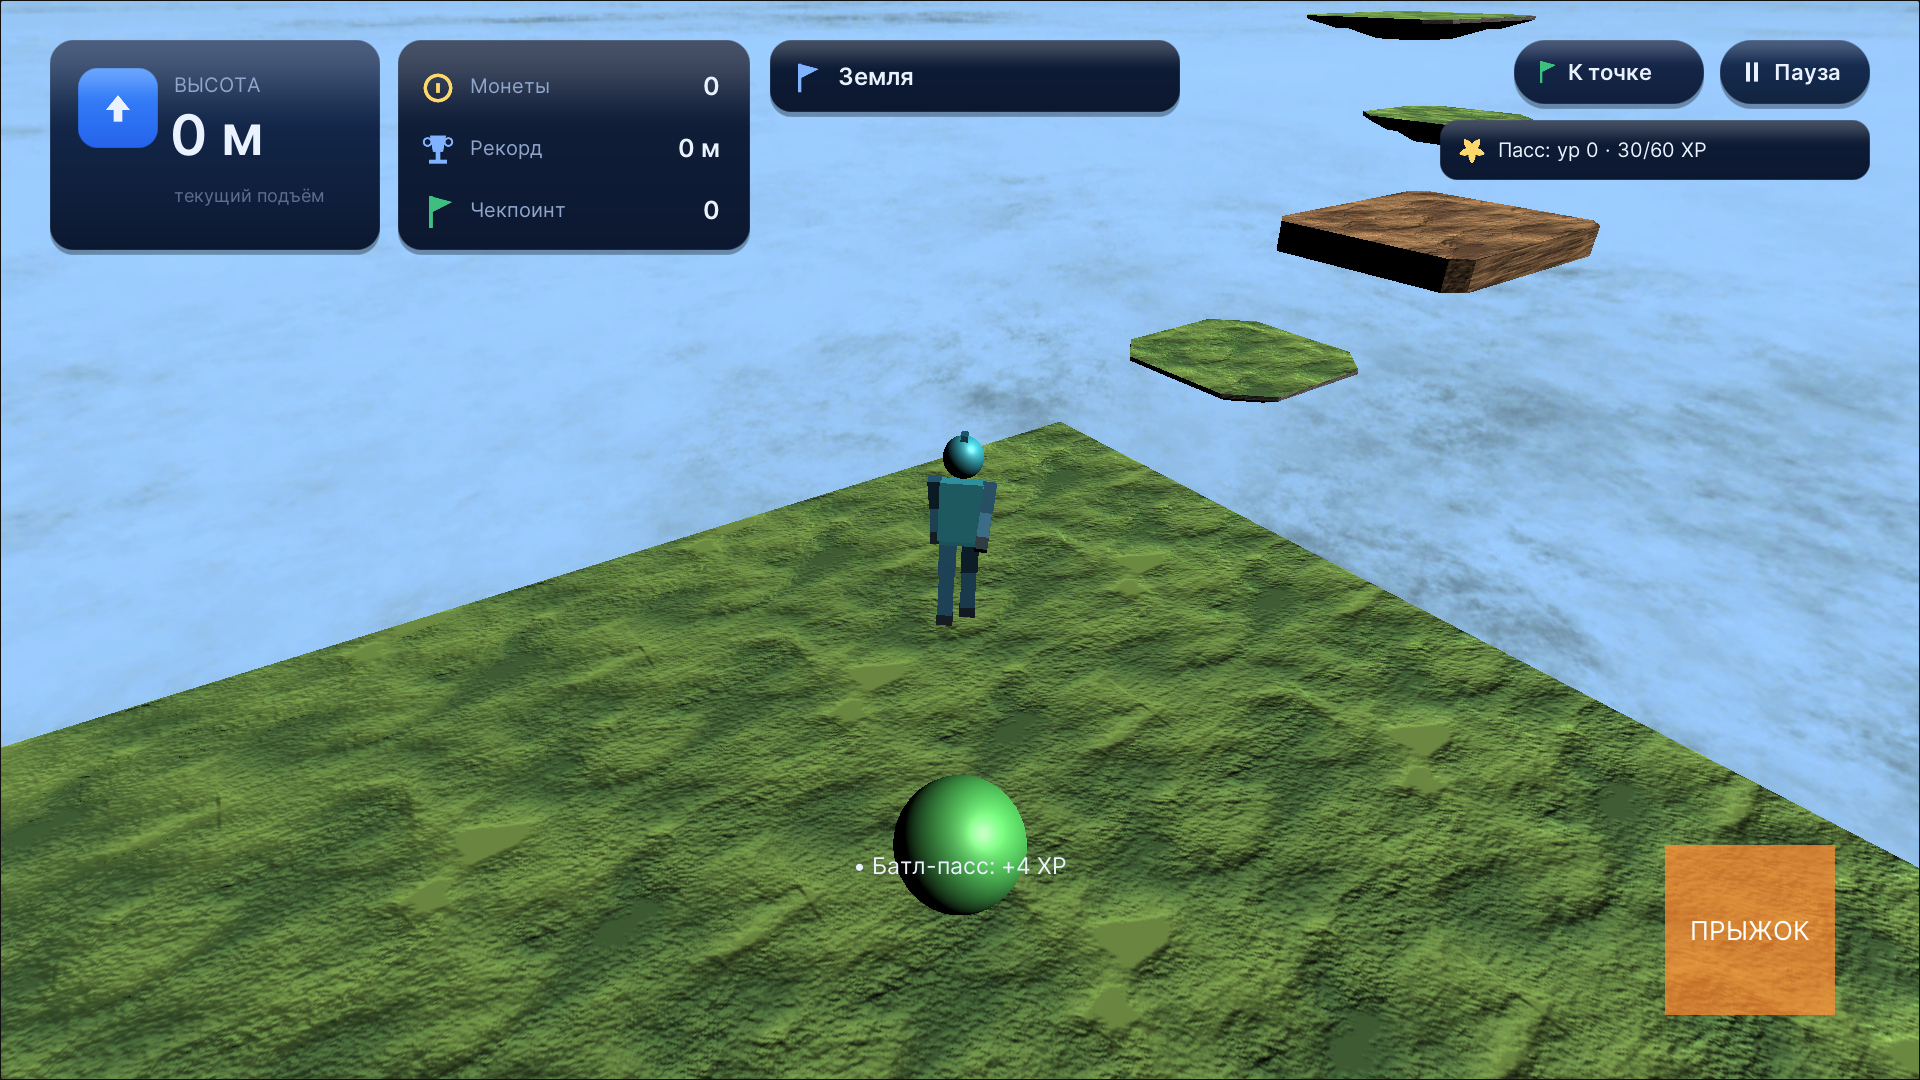 ВЫСОТА
0 м
текущий подъём
Монеты 0
Рекорд 0 м
Чекпоинт 0
Земля
К точке
Пауза
Пасс: ур 0 · 30/60 XP
• Батл-пасс: +4 XP
ПРЫЖОК